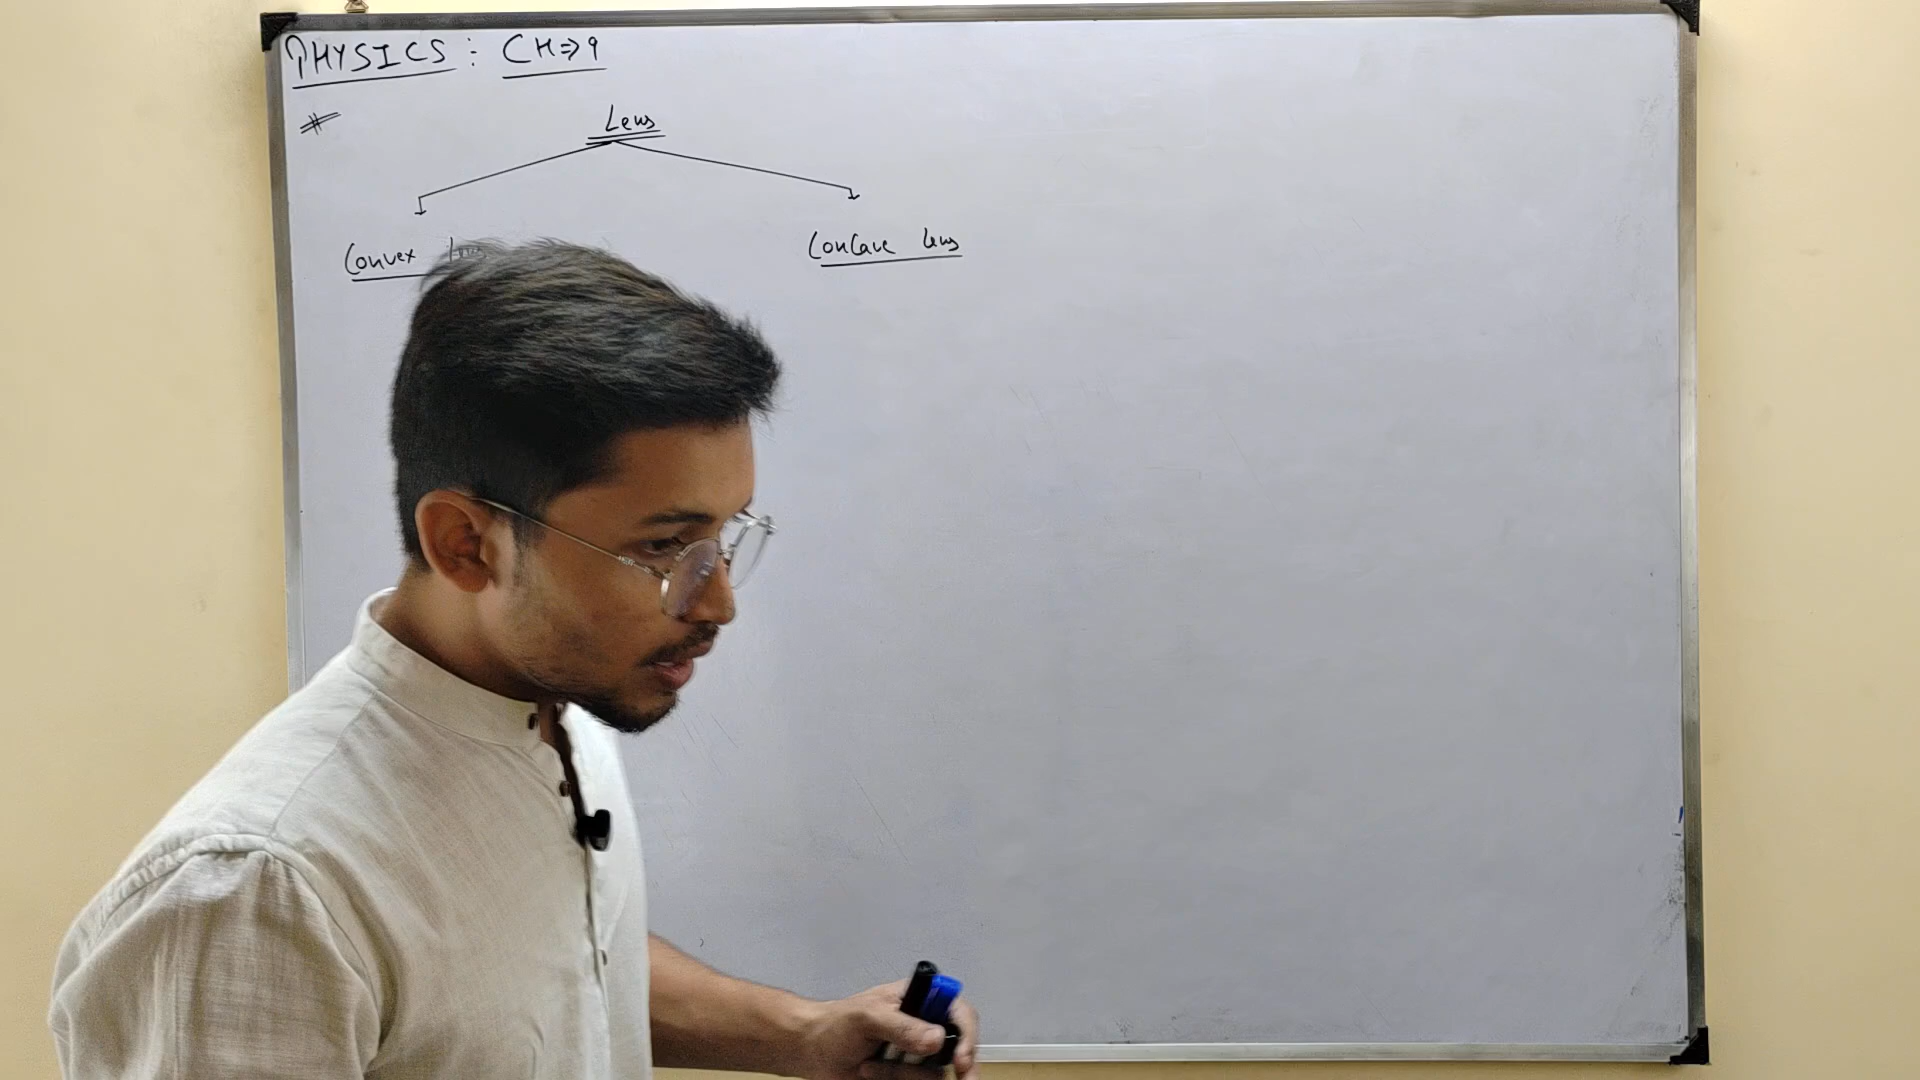 PHYSICS : CH⇒9
#
Lens
Convex Lens
Concave Lens